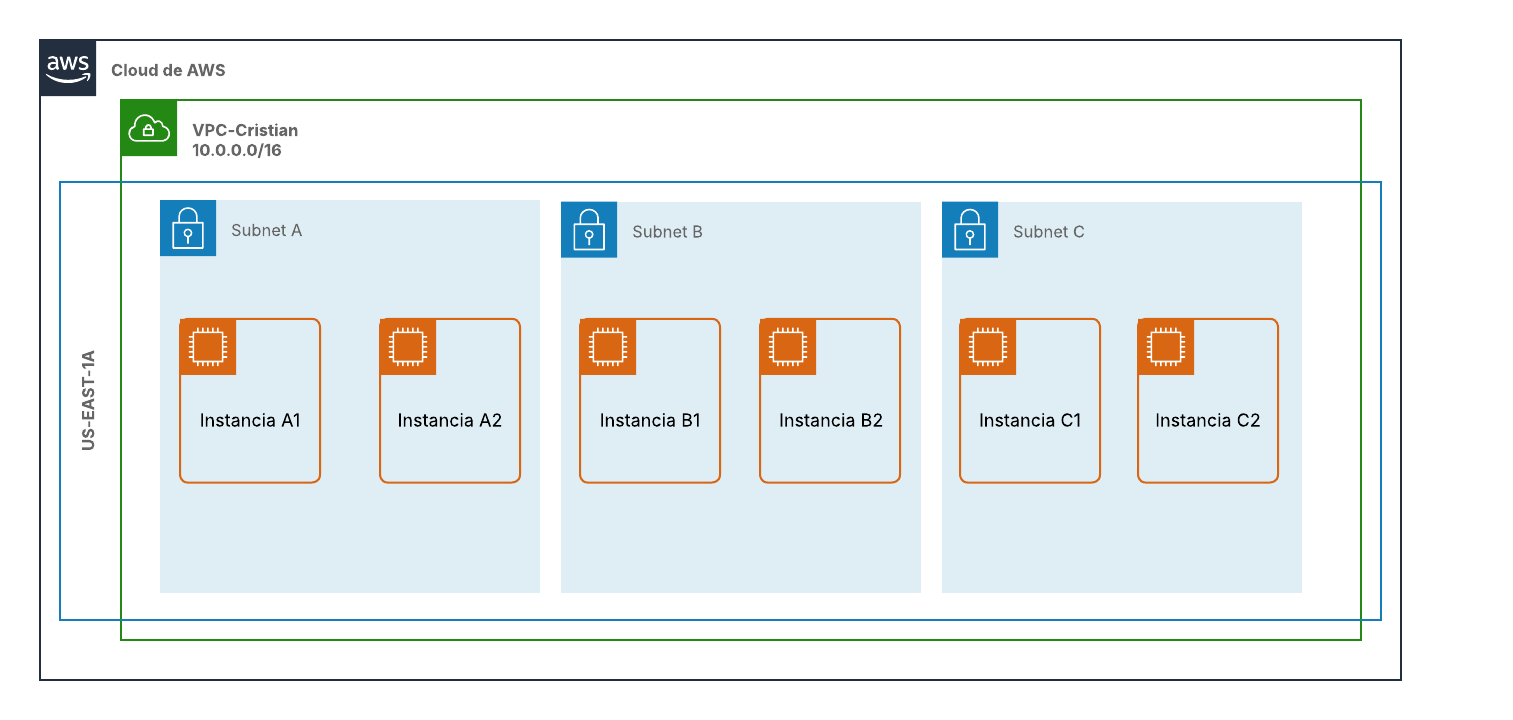 aws
Cloud de AWS
VPC-Cristian
10.0.0.0/16
US-EAST-1A
Subnet A
Instancia A1
Instancia A2
Subnet B
Instancia B1
Instancia B2
Subnet C
Instancia C1
Instancia C2